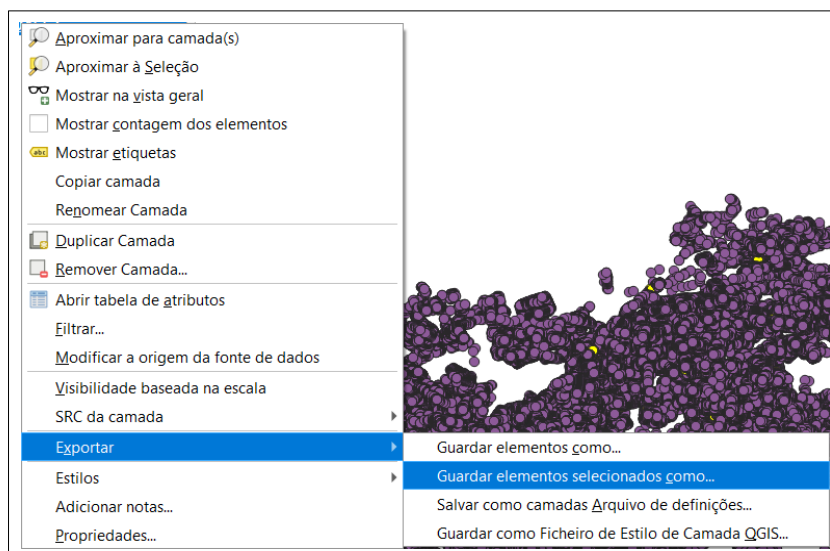 Aproximar para camada(s)
Aproximar à Seleção
Mostrar na vista geral
Mostrar contagem dos elementos
abc Mostrar etiquetas
Copiar camada
Renomear Camada
Duplicar Camada
Remover Camada...
Abrir tabela de atributos
Filtrar...
Modificar a origem da fonte de dados
Visibilidade baseada na escala
SRC da camada
Exportar
Guardar elementos como...
Estilos
Guardar elementos selecionados como...
Adicionar notas...
Salvar como camadas Arquivo de definições...
Propriedades...
Guardar como Ficheiro de Estilo de Camada QGIS...